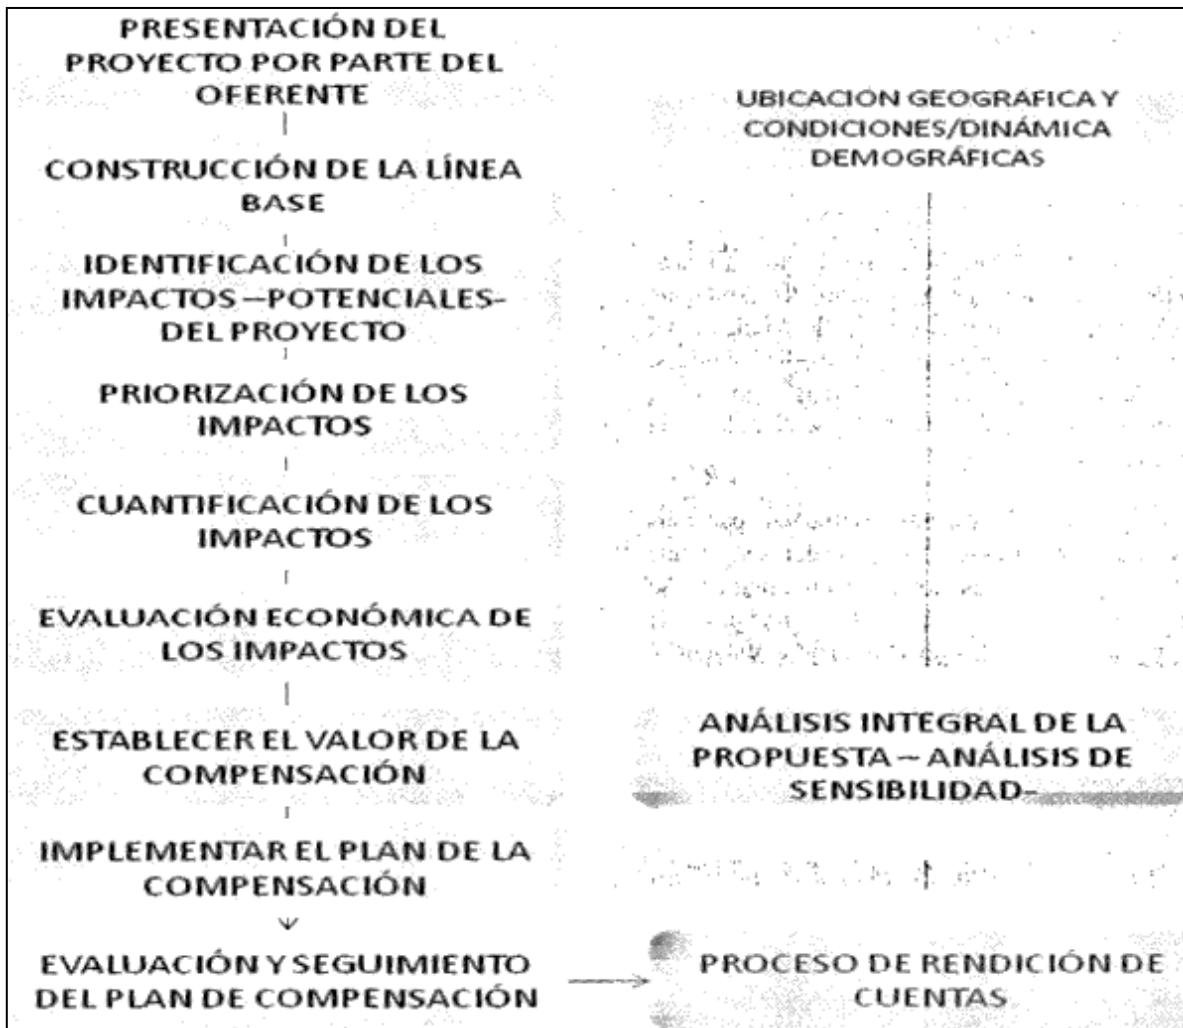 PRESENTACIÓN DEL
PROYECTO POR PARTE DEL
OFERENTE
CONSTRUCCIÓN DE LA LÍNEA
BASE
IDENTIFICACIÓN DE LOS
IMPACTOS –POTENCIALES-
DEL PROYECTO
PRIORIZACIÓN DE LOS
IMPACTOS
CUANTIFICACIÓN DE LOS
IMPACTOS
EVALUACIÓN ECONÓMICA DE
LOS IMPACTOS
ESTABLECER EL VALOR DE LA
COMPENSACIÓN
IMPLEMENTAR EL PLAN DE LA
COMPENSACIÓN
EVALUACIÓN Y SEGUIMIENTO
DEL PLAN DE COMPENSACIÓN
UBICACIÓN GEOGRÁFICA Y
CONDICIONES/DINÁMICA
DEMOGRÁFICAS
ANÁLISIS INTEGRAL DE LA
PROPUESTA – ANÁLISIS DE
SENSIBILIDAD-
PROCESO DE RENDICIÓN DE
CUENTAS